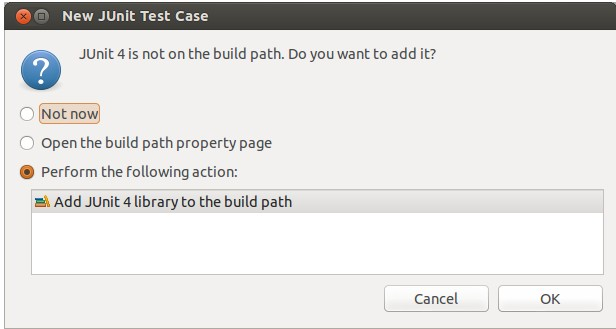 New JUnit Test Case
JUnit 4 is not on the build path. Do you want to add it?
Not now
Open the build path property page
Perform the following action:
Add JUnit 4 library to the build path
Cancel OK